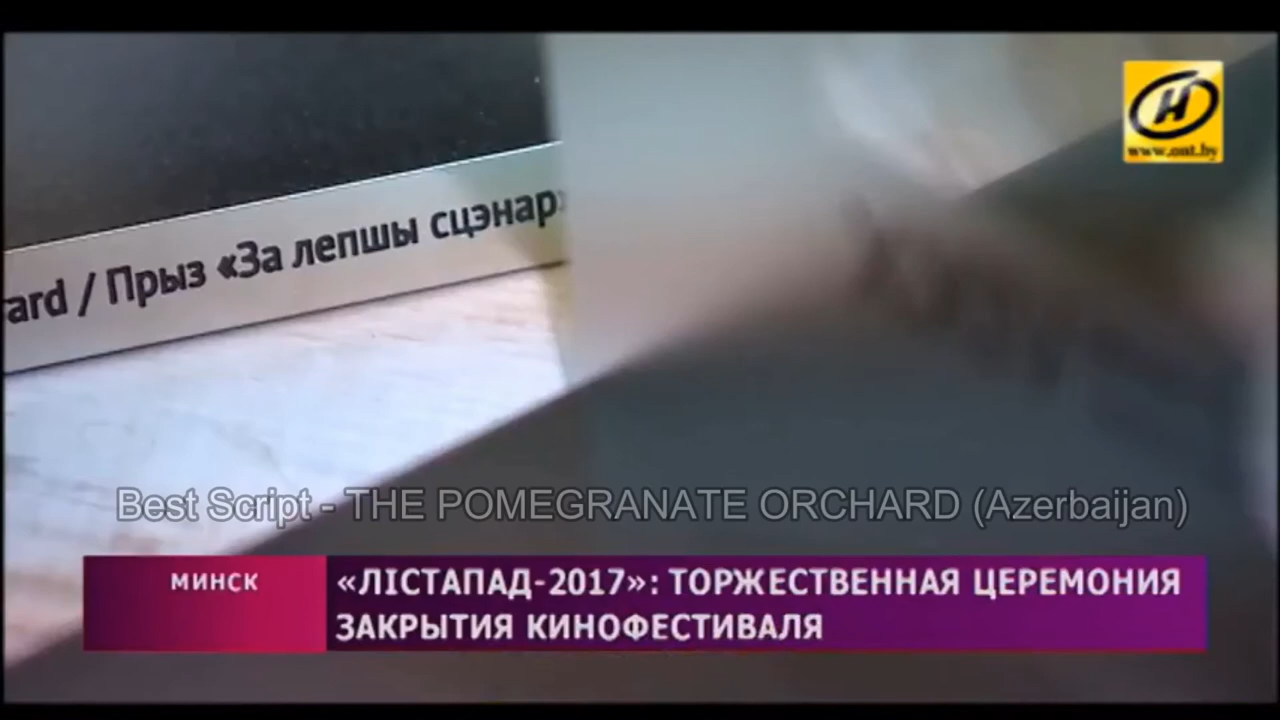 www.ont.by
ard / Прыз «За лепшы сцэнар»
Best Script - THE POMEGRANATE ORCHARD (Azerbaijan)
МИНСК
«ЛІСТАПАД-2017»: ТОРЖЕСТВЕННАЯ ЦЕРЕМОНИЯ
ЗАКРЫТИЯ КИНОФЕСТИВАЛЯ